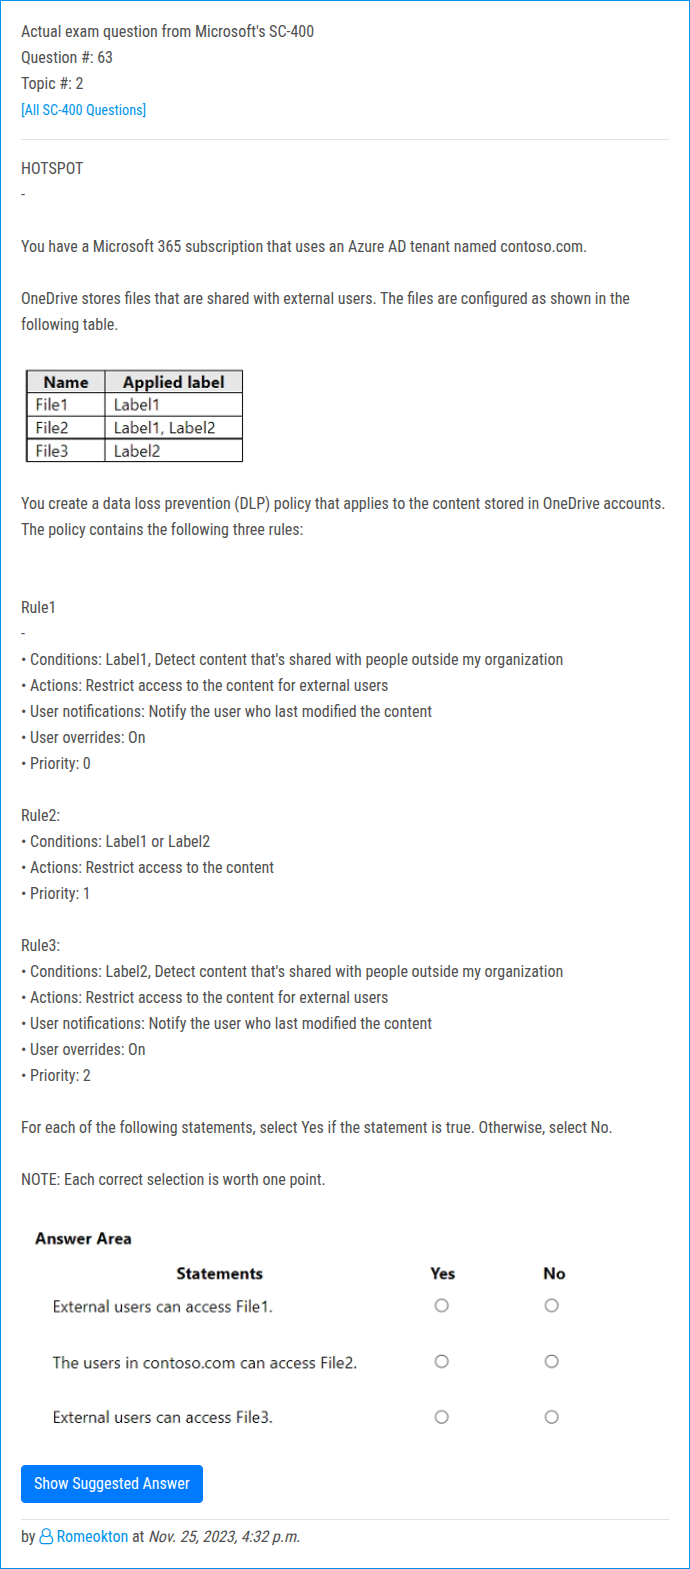 Actual exam question from Microsoft's SC-400
Question #: 63
Topic #: 2
[All SC-400 Questions]
HOTSPOT
-
You have a Microsoft 365 subscription that uses an Azure AD tenant named contoso.com.
OneDrive stores files that are shared with external users. The files are configured as shown in the
following table.
Name Applied label
File1 Label1
File2 Label1, Label2
File3 Label2
You create a data loss prevention (DLP) policy that applies to the content stored in OneDrive accounts.
The policy contains the following three rules:
Rule1
-
• Conditions: Label1, Detect content that's shared with people outside my organization
• Actions: Restrict access to the content for external users
• User notifications: Notify the user who last modified the content
• User overrides: On
• Priority: 0
Rule2:
• Conditions: Label1 or Label2
• Actions: Restrict access to the content
• Priority: 1
Rule3:
• Conditions: Label2, Detect content that's shared with people outside my organization
• Actions: Restrict access to the content for external users
• User notifications: Notify the user who last modified the content
• User overrides: On
• Priority: 2
For each of the following statements, select Yes if the statement is true. Otherwise, select No.
NOTE: Each correct selection is worth one point.
Answer Area
Statements Yes No
External users can access File1.
The users in contoso.com can access File2.
External users can access File3.
Show Suggested Answer
by Romeokton at Nov. 25, 2023, 4:32 p.m.